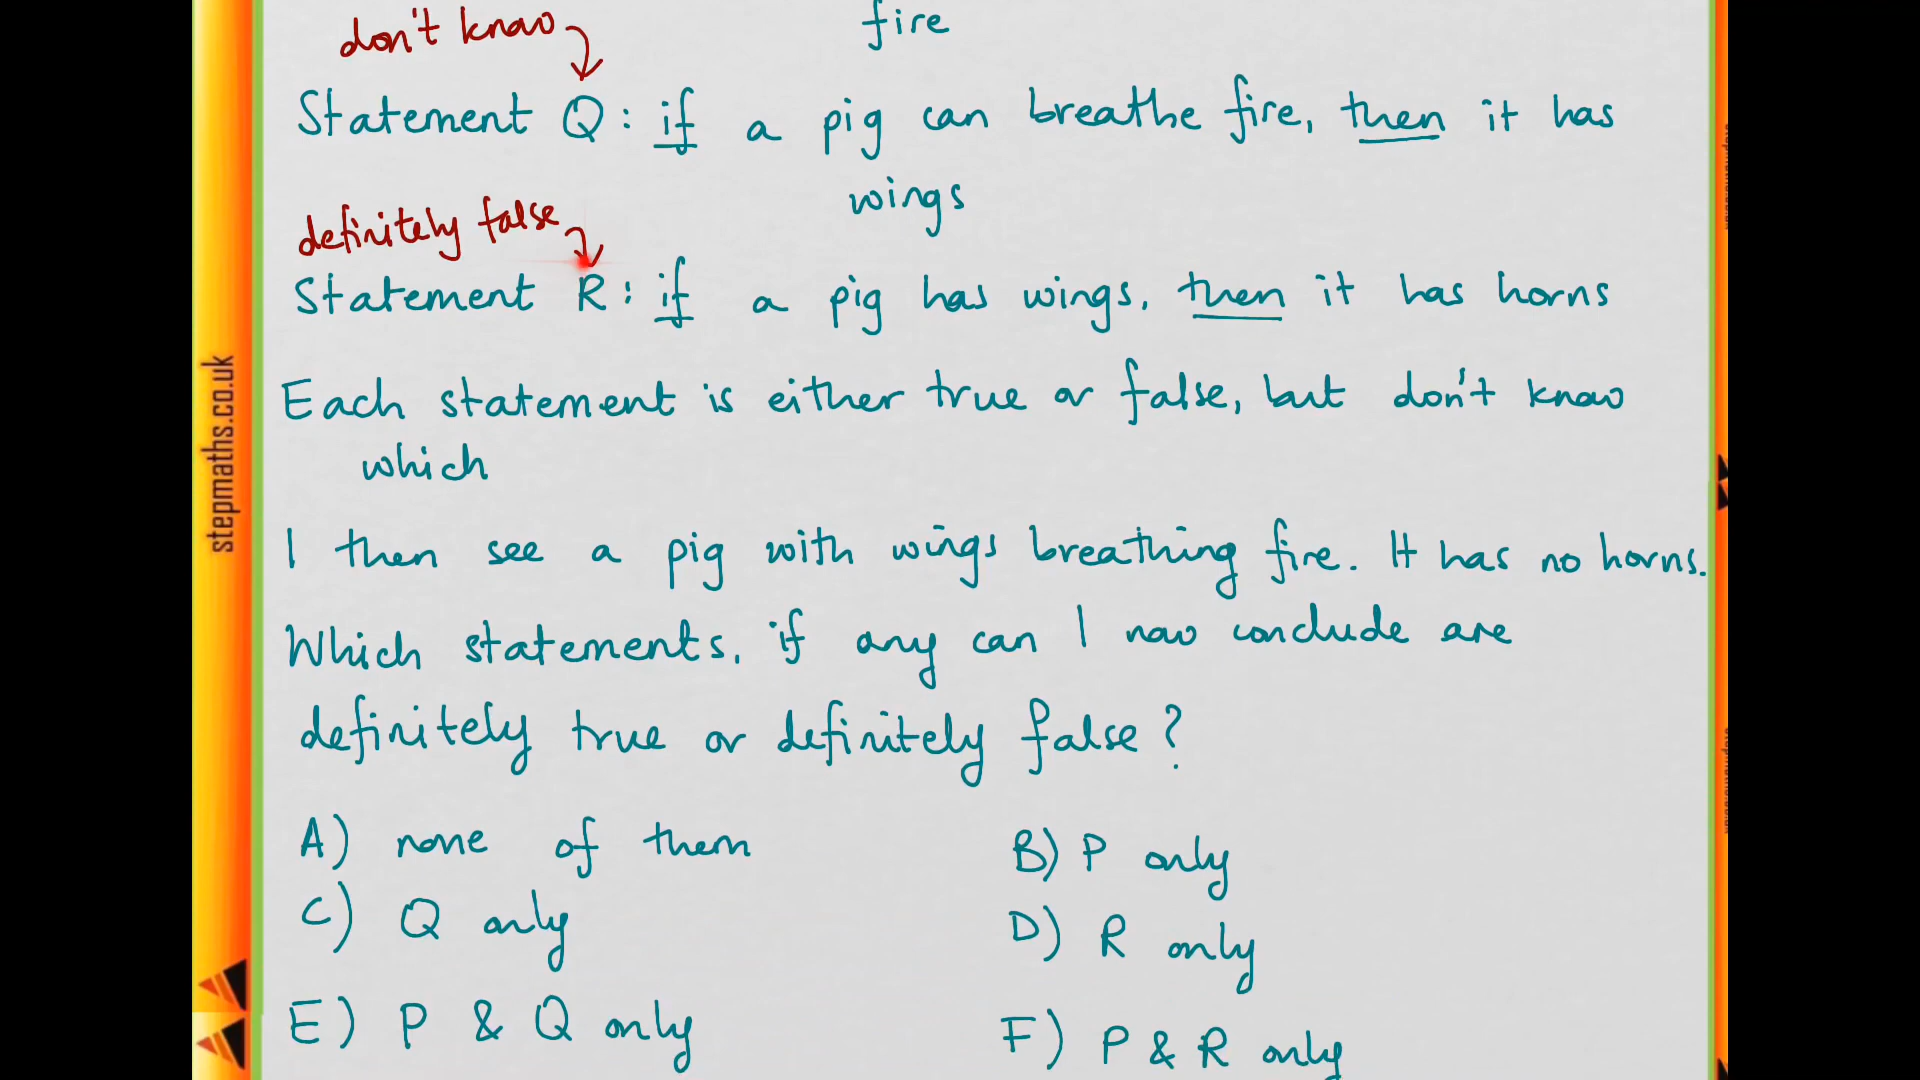 don't know
fire
Statement Q: if a pig can breathe fire, then it has
wings
definitely false
Statement R: if a pig has wings, then it has horns
Each statement is either true or false, but don't know
which
I then see a pig with wings breathing fire. It has no horns.
Which statements, if any can I now conclude are
definitely true or definitely false?
A) none of them
B) P only
C) Q only
D) R only
E) P & Q only
F) P & R only
stepmaths.co.uk